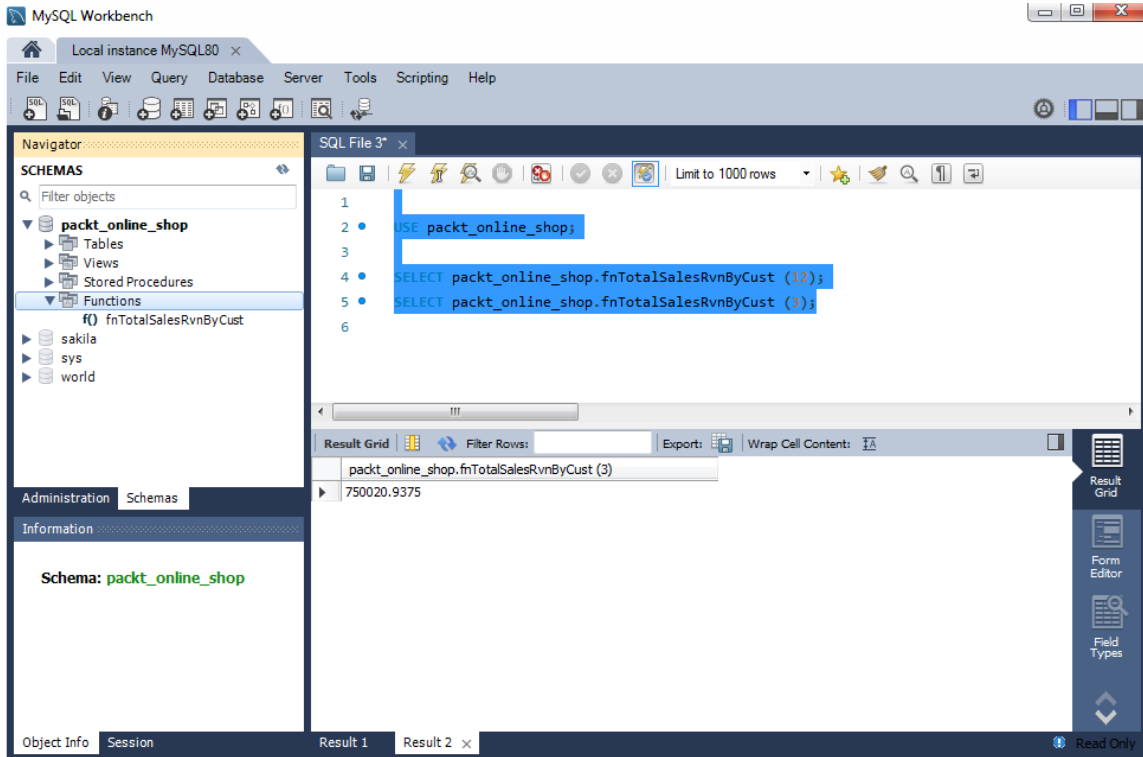 MySQL Workbench
Local instance MySQL80
File Edit View Query Database Server Tools Scripting Help
Navigator
SCHEMAS
Filter objects
packt_online_shop
Tables
Views
Stored Procedures
Functions
f() fnTotalSalesRvnByCust
sakila
sys
world
Administration Schemas
Information
Schema: packt_online_shop
Object Info Session
SQL File 3*
Limit to 1000 rows
1
2 USE packt_online_shop;
3
4 SELECT packt_online_shop.fnTotalSalesRvnByCust (12);
5 SELECT packt_online_shop.fnTotalSalesRvnByCust (3);
6
Result Grid Filter Rows: Export: Wrap Cell Content: IA
packt_online_shop.fnTotalSalesRvnByCust (3)
750020.9375
Result
Grid
Form
Editor
Field
Types
Result 1 Result 2
Read Only